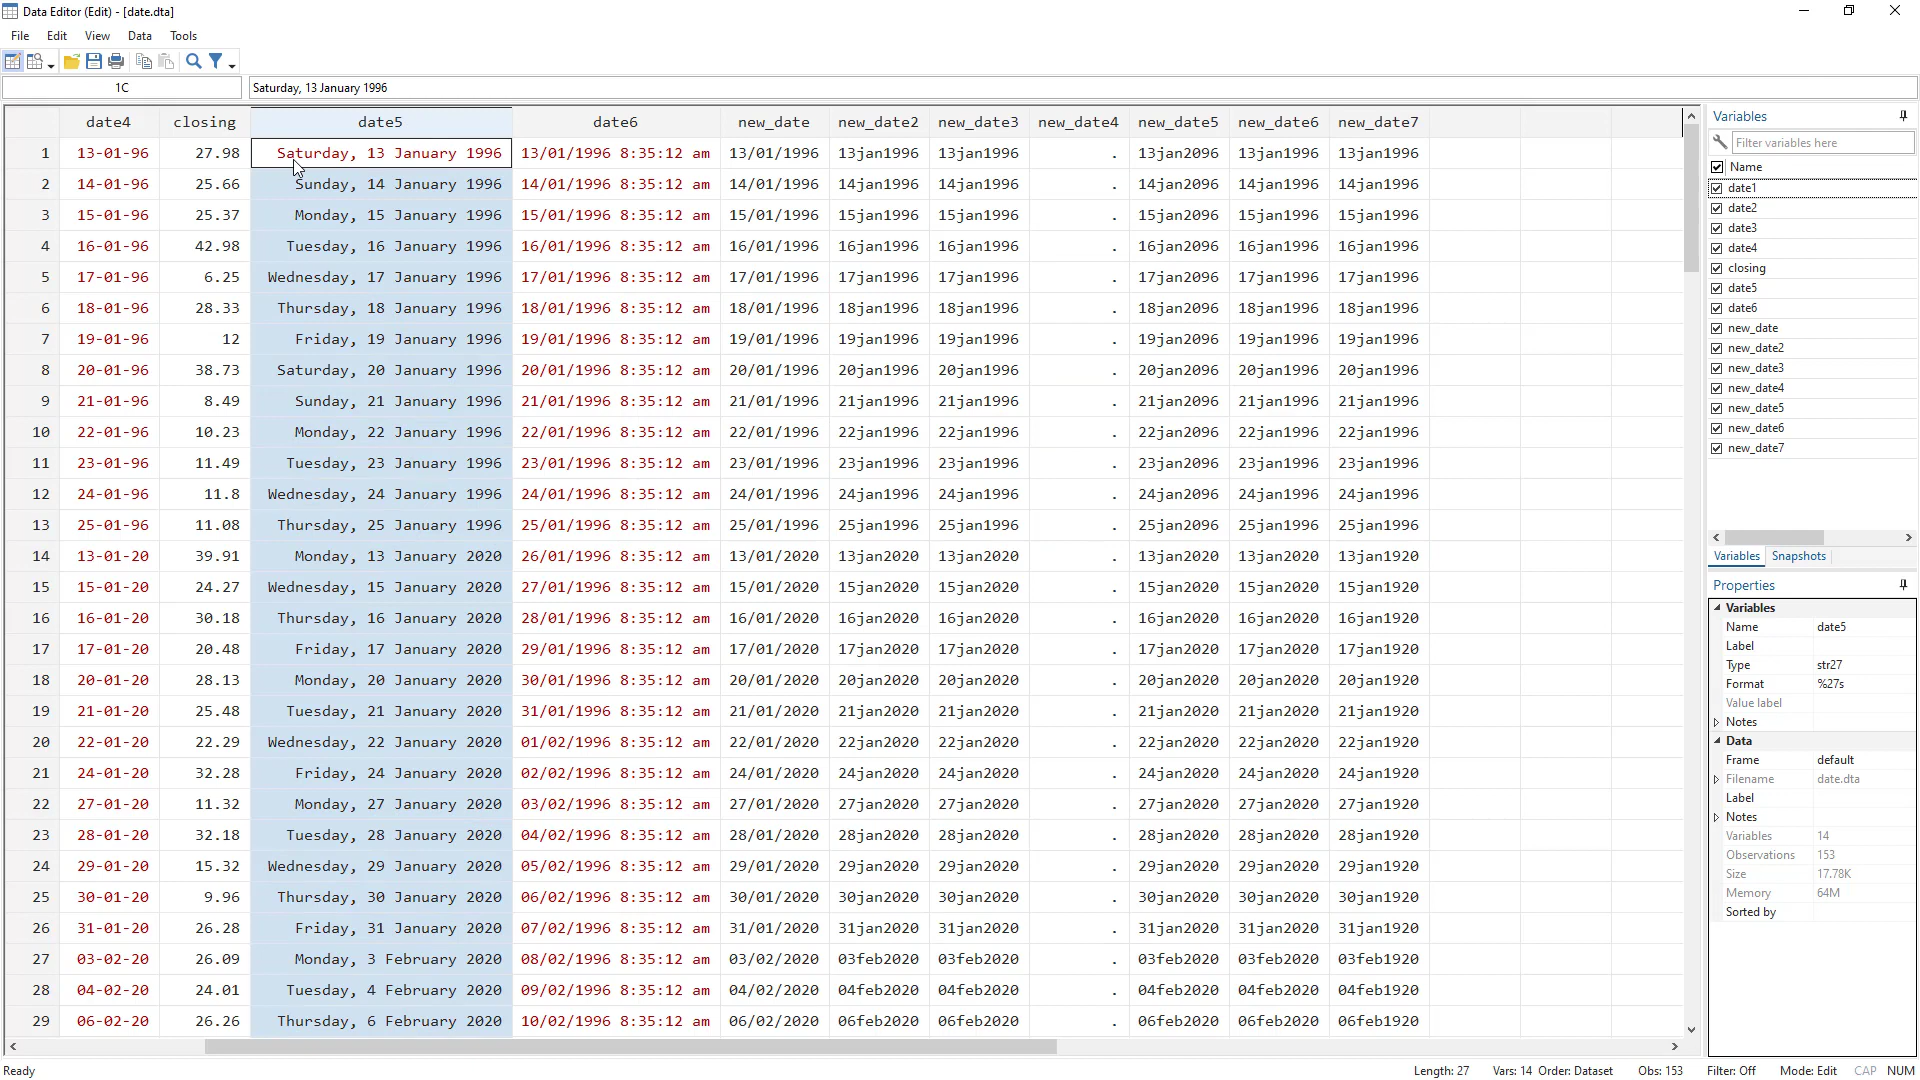 Data Editor (Edit) - [date.dta]
File Edit View Data Tools
1C Saturday, 13 January 1996
date4 closing date5 date6 new_date new_date2 new_date3 new_date4 new_date5 new_date6 new_date7
1 13-01-96 27.98 Saturday, 13 January 1996 13/01/1996 8:35:12 am 13/01/1996 13jan1996 13jan1996 . 13jan2096 13jan1996 13jan1996
2 14-01-96 25.66 Sunday, 14 January 1996 14/01/1996 8:35:12 am 14/01/1996 14jan1996 14jan1996 . 14jan2096 14jan1996 14jan1996
3 15-01-96 25.37 Monday, 15 January 1996 15/01/1996 8:35:12 am 15/01/1996 15jan1996 15jan1996 . 15jan2096 15jan1996 15jan1996
4 16-01-96 42.98 Tuesday, 16 January 1996 16/01/1996 8:35:12 am 16/01/1996 16jan1996 16jan1996 . 16jan2096 16jan1996 16jan1996
5 17-01-96 6.25 Wednesday, 17 January 1996 17/01/1996 8:35:12 am 17/01/1996 17jan1996 17jan1996 . 17jan2096 17jan1996 17jan1996
6 18-01-96 28.33 Thursday, 18 January 1996 18/01/1996 8:35:12 am 18/01/1996 18jan1996 18jan1996 . 18jan2096 18jan1996 18jan1996
7 19-01-96 12 Friday, 19 January 1996 19/01/1996 8:35:12 am 19/01/1996 19jan1996 19jan1996 . 19jan2096 19jan1996 19jan1996
8 20-01-96 38.73 Saturday, 20 January 1996 20/01/1996 8:35:12 am 20/01/1996 20jan1996 20jan1996 . 20jan2096 20jan1996 20jan1996
9 21-01-96 8.49 Sunday, 21 January 1996 21/01/1996 8:35:12 am 21/01/1996 21jan1996 21jan1996 . 21jan2096 21jan1996 21jan1996
10 22-01-96 10.23 Monday, 22 January 1996 22/01/1996 8:35:12 am 22/01/1996 22jan1996 22jan1996 . 22jan2096 22jan1996 22jan1996
11 23-01-96 11.49 Tuesday, 23 January 1996 23/01/1996 8:35:12 am 23/01/1996 23jan1996 23jan1996 . 23jan2096 23jan1996 23jan1996
12 24-01-96 11.8 Wednesday, 24 January 1996 24/01/1996 8:35:12 am 24/01/1996 24jan1996 24jan1996 . 24jan2096 24jan1996 24jan1996
13 25-01-96 11.08 Thursday, 25 January 1996 25/01/1996 8:35:12 am 25/01/1996 25jan1996 25jan1996 . 25jan2096 25jan1996 25jan1996
14 13-01-20 39.91 Monday, 13 January 2020 26/01/1996 8:35:12 am 13/01/2020 13jan2020 13jan2020 . 13jan2020 13jan2020 13jan1920
15 15-01-20 24.27 Wednesday, 15 January 2020 27/01/1996 8:35:12 am 15/01/2020 15jan2020 15jan2020 . 15jan2020 15jan2020 15jan1920
16 16-01-20 30.18 Thursday, 16 January 2020 28/01/1996 8:35:12 am 16/01/2020 16jan2020 16jan2020 . 16jan2020 16jan2020 16jan1920
17 17-01-20 20.48 Friday, 17 January 2020 29/01/1996 8:35:12 am 17/01/2020 17jan2020 17jan2020 . 17jan2020 17jan2020 17jan1920
18 20-01-20 28.13 Monday, 20 January 2020 30/01/1996 8:35:12 am 20/01/2020 20jan2020 20jan2020 . 20jan2020 20jan2020 20jan1920
19 21-01-20 25.48 Tuesday, 21 January 2020 31/01/1996 8:35:12 am 21/01/2020 21jan2020 21jan2020 . 21jan2020 21jan2020 21jan1920
20 22-01-20 22.29 Wednesday, 22 January 2020 01/02/1996 8:35:12 am 22/01/2020 22jan2020 22jan2020 . 22jan2020 22jan2020 22jan1920
21 24-01-20 32.28 Friday, 24 January 2020 02/02/1996 8:35:12 am 24/01/2020 24jan2020 24jan2020 . 24jan2020 24jan2020 24jan1920
22 27-01-20 11.32 Monday, 27 January 2020 03/02/1996 8:35:12 am 27/01/2020 27jan2020 27jan2020 . 27jan2020 27jan2020 27jan1920
23 28-01-20 32.18 Tuesday, 28 January 2020 04/02/1996 8:35:12 am 28/01/2020 28jan2020 28jan2020 . 28jan2020 28jan2020 28jan1920
24 29-01-20 15.32 Wednesday, 29 January 2020 05/02/1996 8:35:12 am 29/01/2020 29jan2020 29jan2020 . 29jan2020 29jan2020 29jan1920
25 30-01-20 9.96 Thursday, 30 January 2020 06/02/1996 8:35:12 am 30/01/2020 30jan2020 30jan2020 . 30jan2020 30jan2020 30jan1920
26 31-01-20 26.28 Friday, 31 January 2020 07/02/1996 8:35:12 am 31/01/2020 31jan2020 31jan2020 . 31jan2020 31jan2020 31jan1920
27 03-02-20 26.09 Monday, 3 February 2020 08/02/1996 8:35:12 am 03/02/2020 03feb2020 03feb2020 . 03feb2020 03feb2020 03feb1920
28 04-02-20 24.01 Tuesday, 4 February 2020 09/02/1996 8:35:12 am 04/02/2020 04feb2020 04feb2020 . 04feb2020 04feb2020 04feb1920
29 06-02-20 26.26 Thursday, 6 February 2020 10/02/1996 8:35:12 am 06/02/2020 06feb2020 06feb2020 . 06feb2020 06feb2020 06feb1920
Variables
Filter variables here
Name
date1
date2
date3
date4
closing
date5
date6
new_date
new_date2
new_date3
new_date4
new_date5
new_date6
new_date7
Variables Snapshots
Properties
Variables
Name date5
Label
Type str27
Format %27s
Value label
Notes
Data
Frame default
Filename date.dta
Label
Notes
Variables 14
Observations 153
Size 17.78K
Memory 64M
Sorted by
Ready Length: 27 Vars: 14 Order: Dataset Obs: 153 Filter: Off Mode: Edit CAP NUM